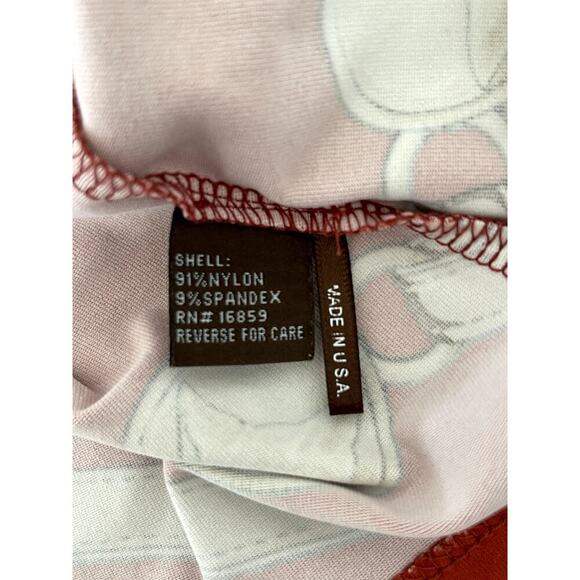 SHELL:
91%NYLON
9%SPANDEX
RN# 16859
REVERSE FOR CARE
MADE IN U.S.A.